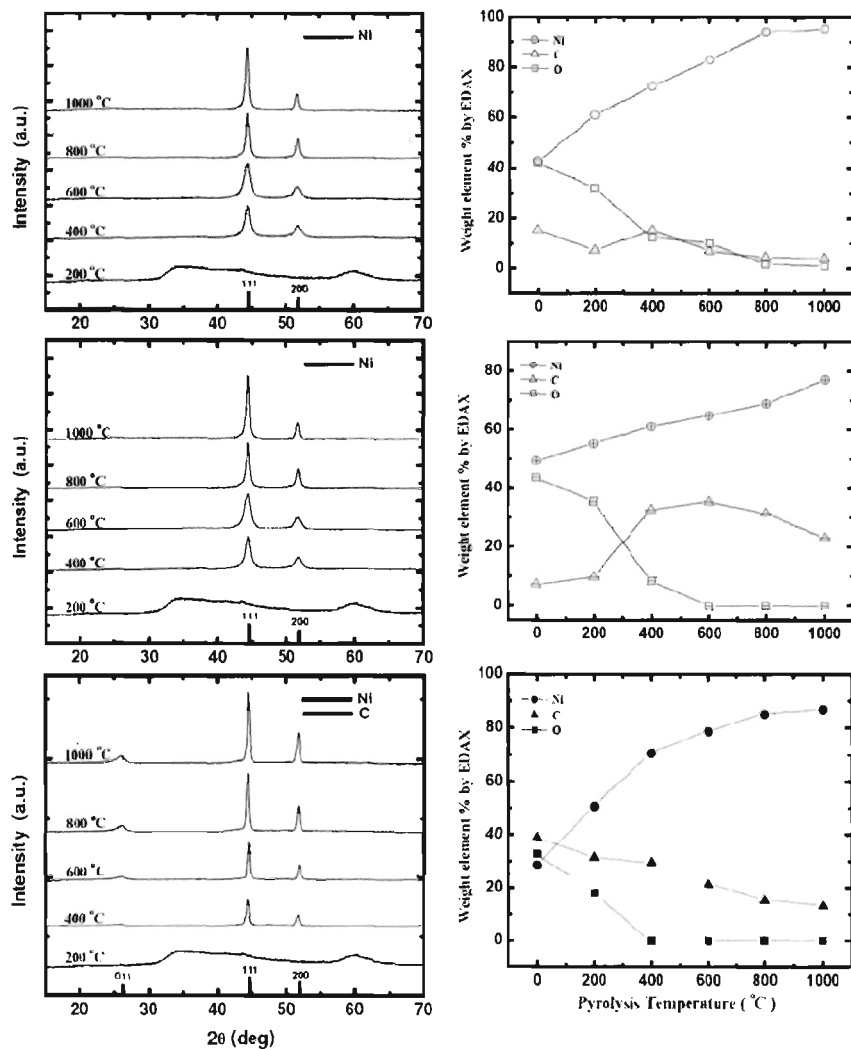 Ni
1000 °C
800 °C
600 °C
400 °C
200 °C
111
200
20 30 40 50 60 70
Intensity (a.u.)
100
80
60
40
20
0
Ni
C
O
0 200 400 600 800 1000
Weight element % by EDAX
Ni
1000 °C
800 °C
600 °C
400 °C
200 °C
111
200
20 30 40 50 60 70
Intensity (a.u.)
80
60
40
20
0
Ni
C
O
0 200 400 600 800 1000
Weight element % by EDAX
Ni
C
1000 °C
800 °C
600 °C
400 °C
200 °C
011
111
200
20 30 40 50 60 70
2θ (deg)
Intensity (a.u.)
100
80
60
40
20
0
Ni
C
O
0 200 400 600 800 1000
Pyrolysis Temperature (°C)
Weight element % by EDAX